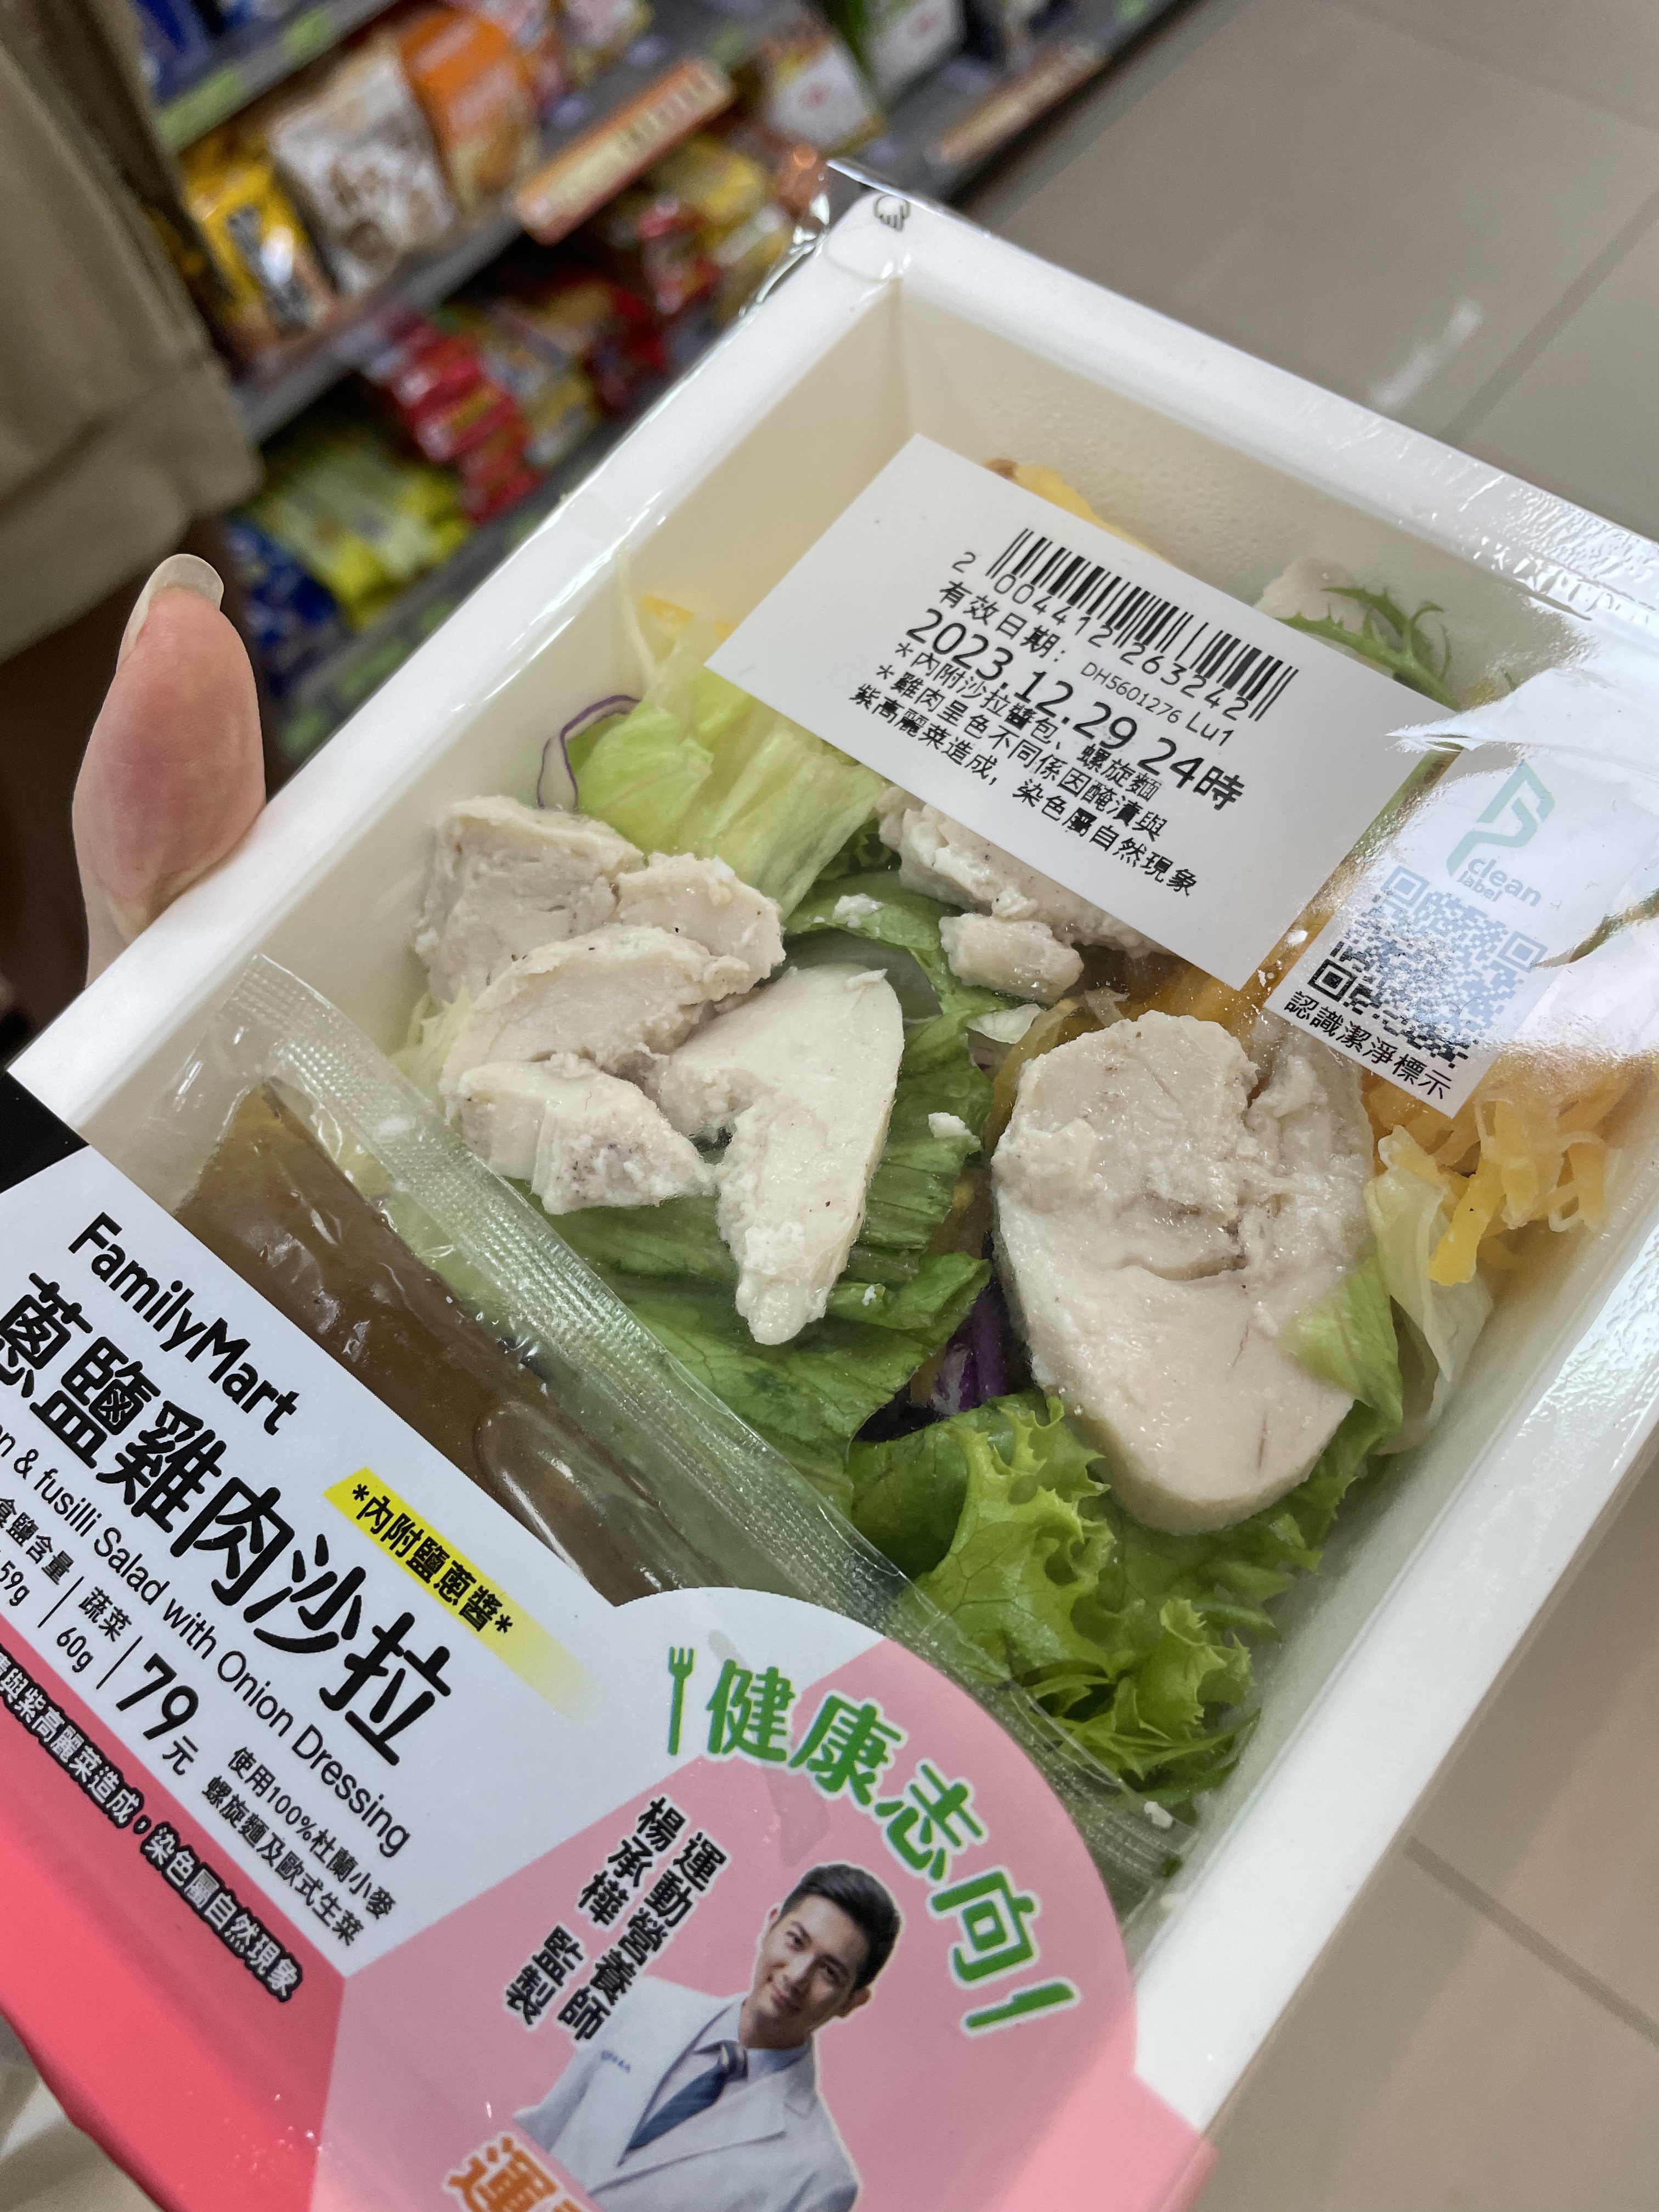 2 004412 263242
DH5601276 Lu1
有效日期:
2023.12.29 24時
*內附沙拉醬包、螺旋麵
*雞肉呈色不同係因醃漬與
紫高麗菜造成, 染色屬自然現象
clean
label
認識潔淨標示
FamilyMart
蔥鹽雞肉沙拉
*內附鹽蔥醬*
& fusilli Salad with Onion Dressing
食鹽含量
59g
蔬菜
60g
79元
使用100%杜蘭小麥
螺旋麵及歐式生菜
與紫高麗菜造成。染色屬自然現象
健康志向
運動營養師
楊承樺 監製
運